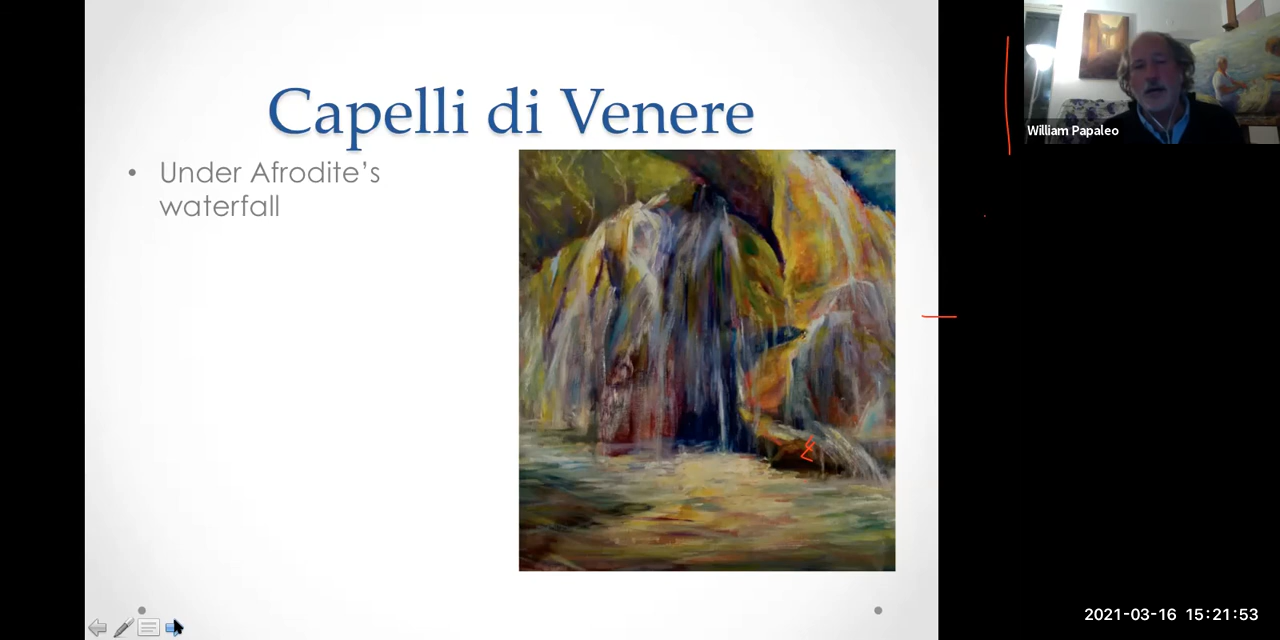 Capelli di Venere
• Under Afrodite’s
waterfall
William Papaleo
2021-03-16 15:21:53